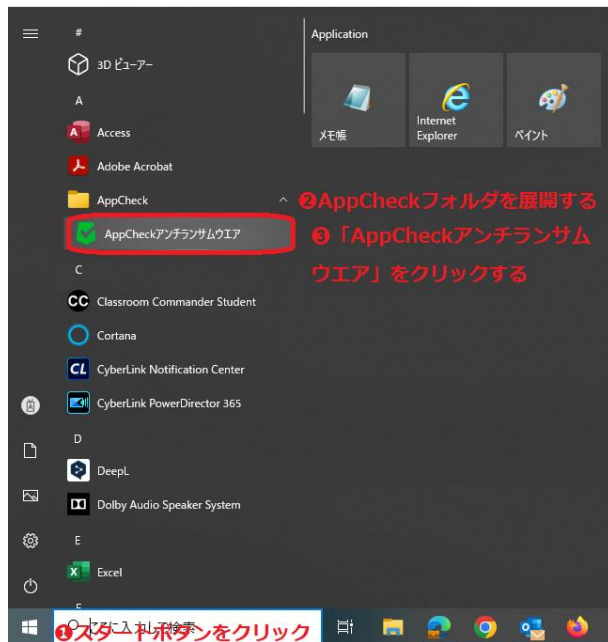 #
Application
3D ビューアー
A
Access
メモ帳
Internet
Explorer
ペイント
Adobe Acrobat
AppCheck
❷AppCheckフォルダを展開する
AppCheckアンチランサムウエア
❸「AppCheckアンチランサム
ウエア」をクリックする
C
Classroom Commander Student
Cortana
CyberLink Notification Center
CyberLink PowerDirector 365
D
DeepL
Dolby Audio Speaker System
E
Excel
F
❶スタートボタンをクリック